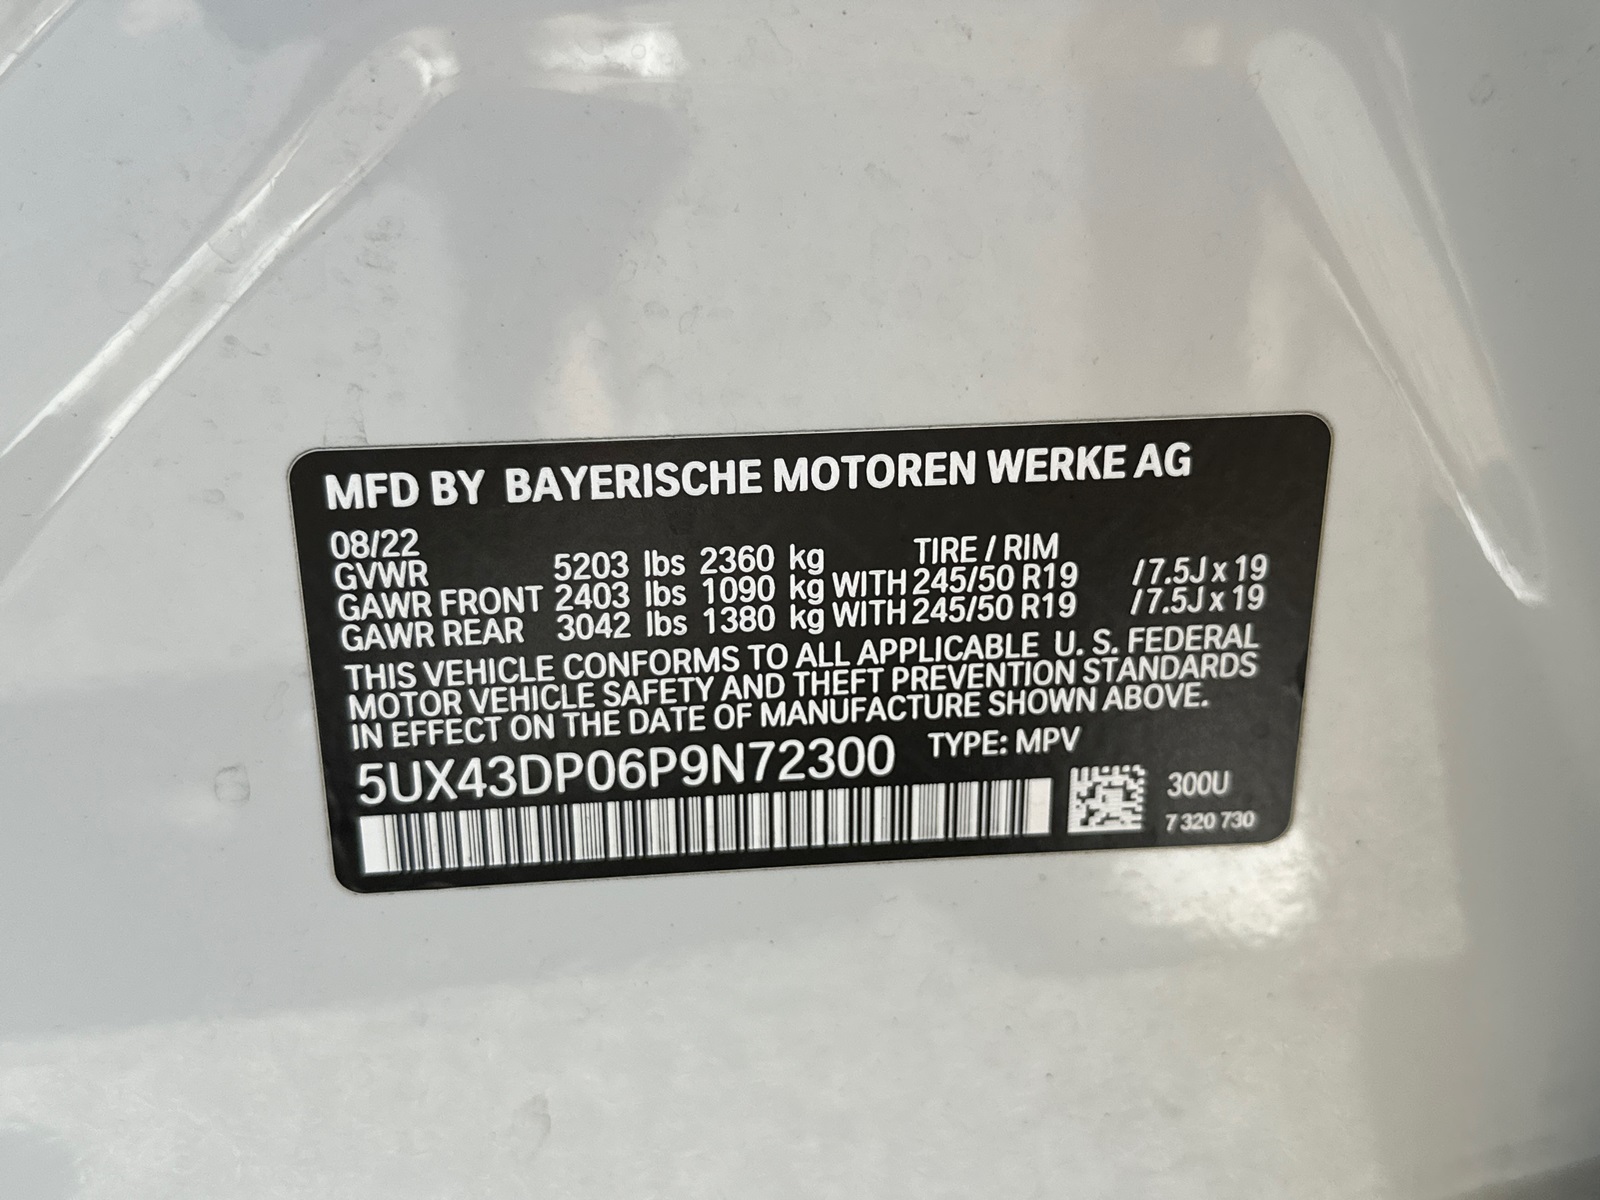 MFD BY BAYERISCHE MOTOREN WERKE AG
08/22 TIRE / RIM
GVWR 5203 lbs 2360 kg
GAWR FRONT 2403 lbs 1090 kg WITH 245/50 R19 / 7.5J x 19
GAWR REAR 3042 lbs 1380 kg WITH 245/50 R19 / 7.5J x 19
THIS VEHICLE CONFORMS TO ALL APPLICABLE U. S. FEDERAL
MOTOR VEHICLE SAFETY AND THEFT PREVENTION STANDARDS
IN EFFECT ON THE DATE OF MANUFACTURE SHOWN ABOVE.
5UX43DP06P9N72300 TYPE: MPV
300U
7 320 730